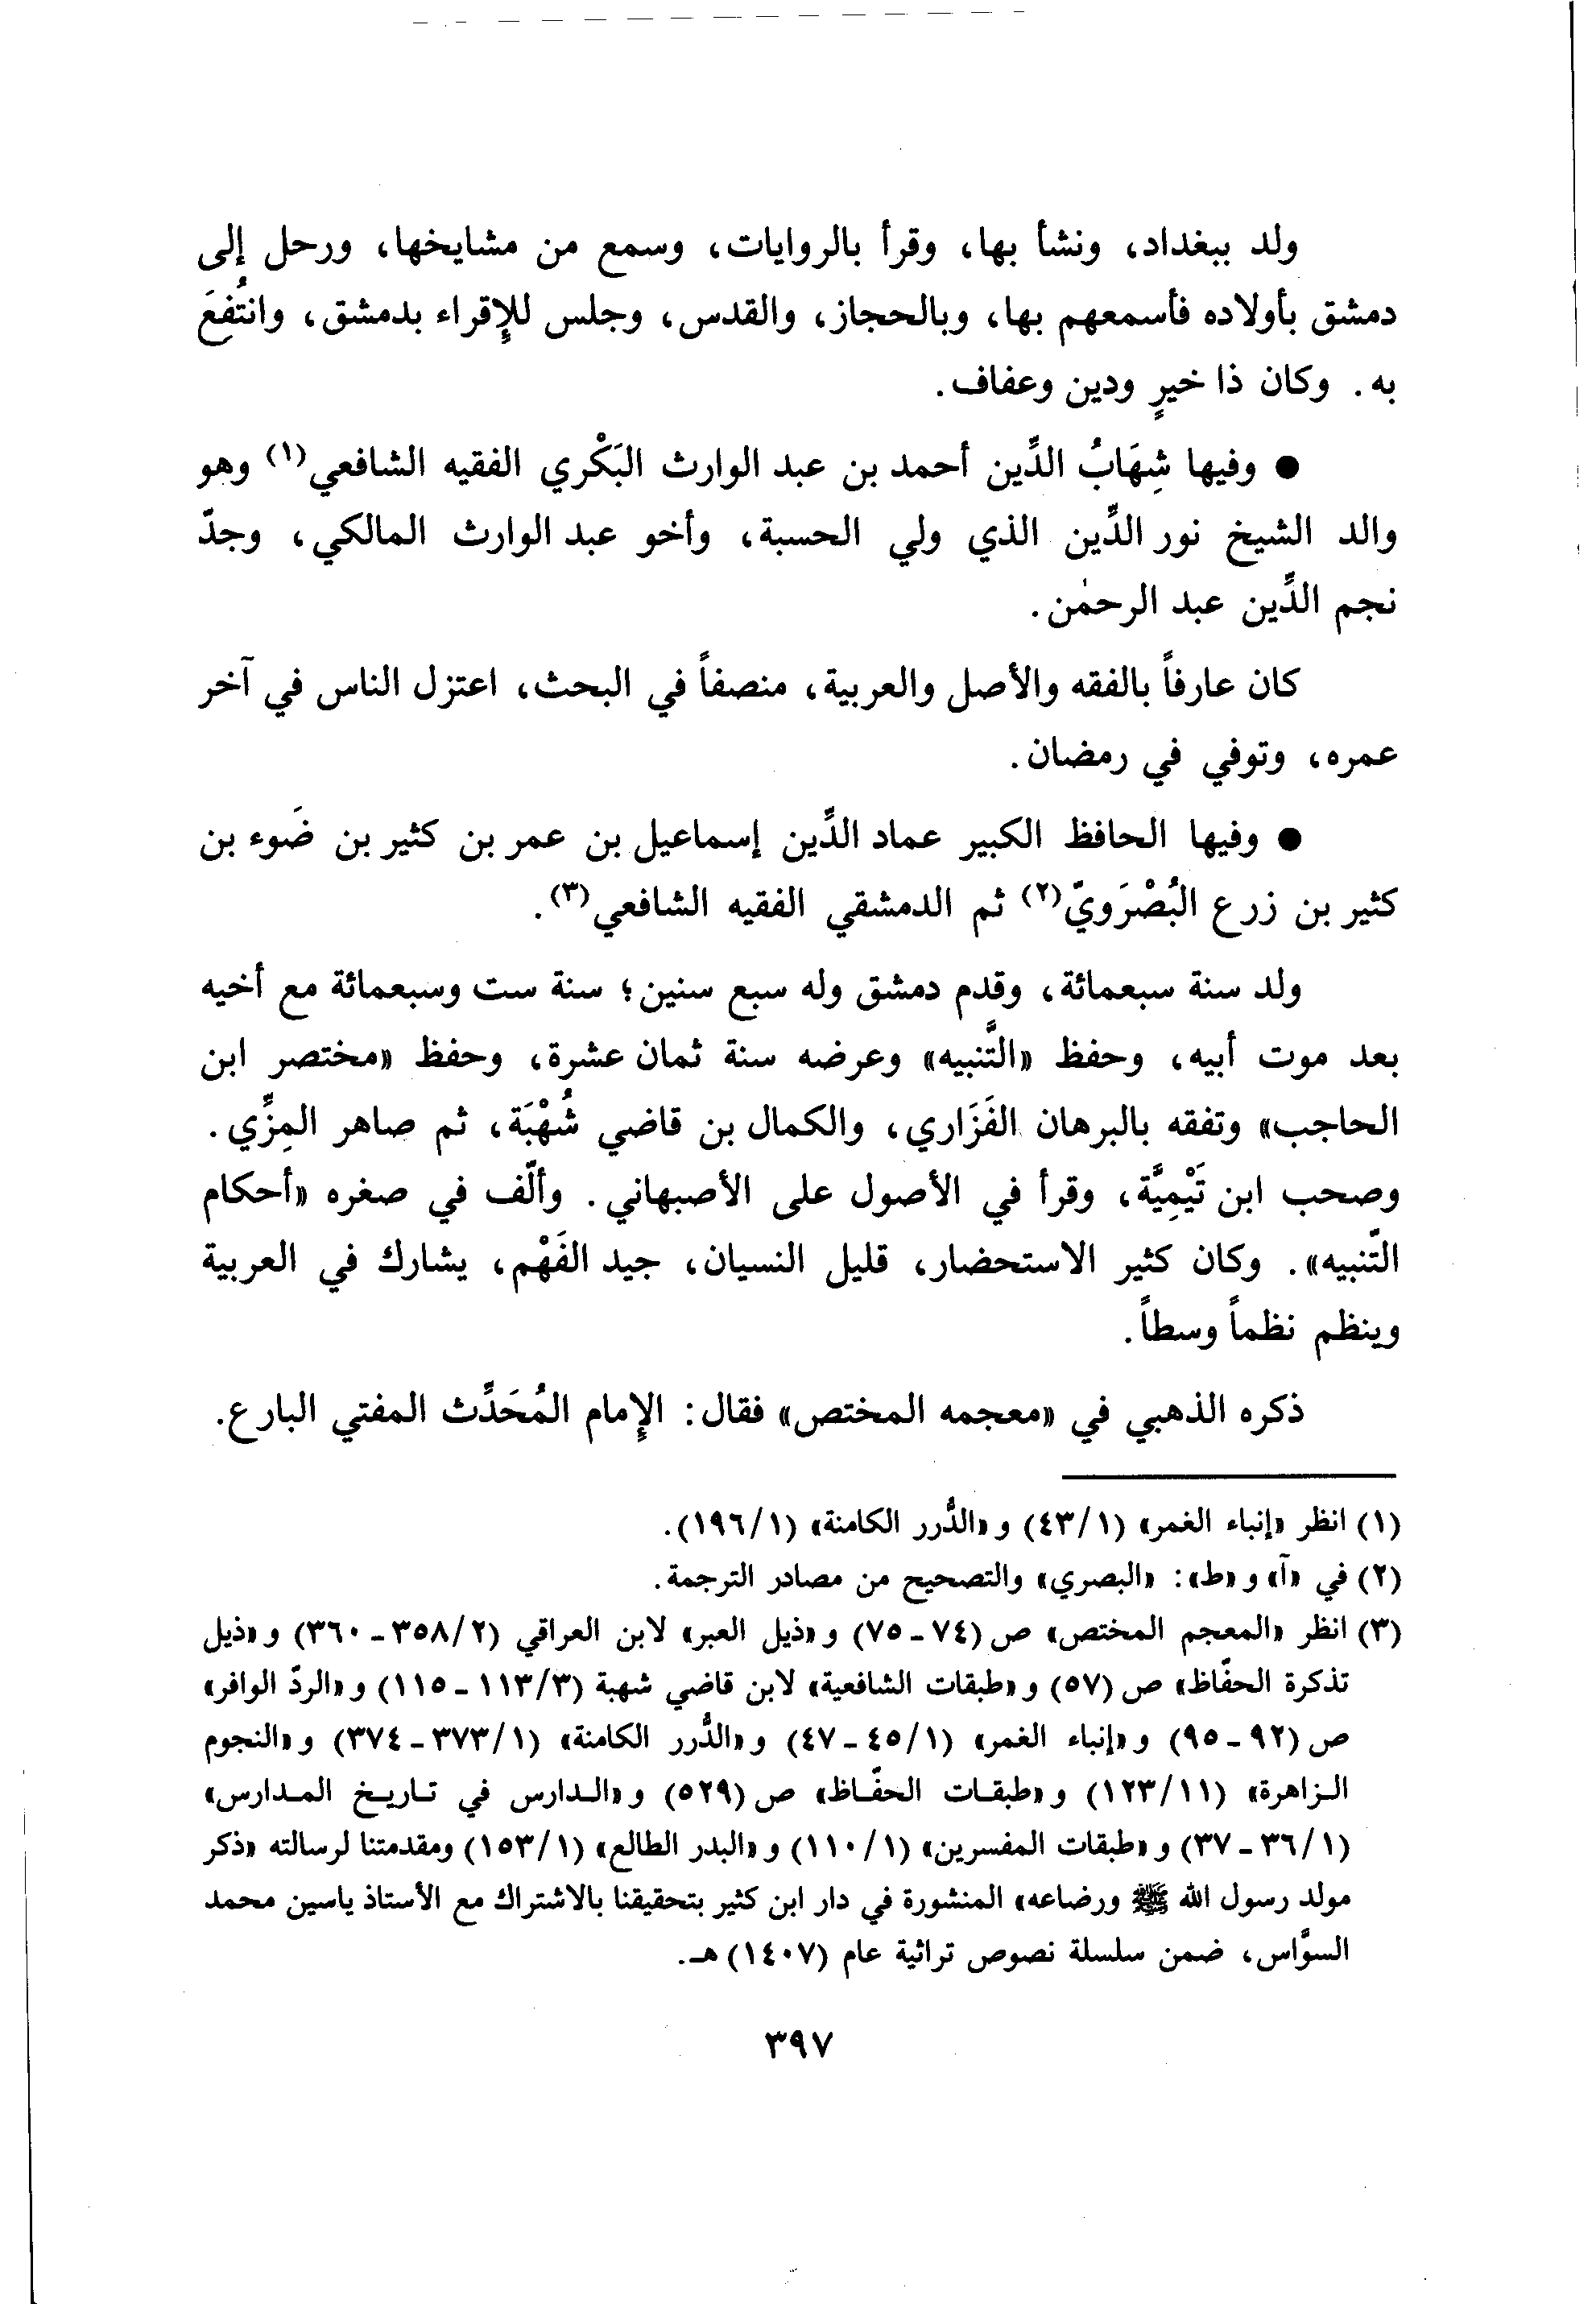 ولد ببغداد، ونشأ بها، وقرأ بالروايات، وسمع من مشايخها، ورحل إلى
دمشق بأولاده فأسمعهم بها، وبالحجاز، والقدس، وجلس للإِقراء بدمشق، وانتُفِعَ
به. وكان ذا خيرٍ ودين وعفاف.
● وفيها شِهَابُ الدِّين أحمد بن عبد الوارث البَكْري الفقيه الشافعي(١) وهو
والد الشيخ نور الدِّين الذي ولي الحسبة، وأخو عبد الوارث المالكي، وجدّ
نجم الدِّين عبد الرحمٰن.
كان عارفاً بالفقه والأصل والعربية، منصفاً في البحث، اعتزل الناس في آخر
عمره، وتوفي في رمضان.
● وفيها الحافظ الكبير عماد الدِّين إسماعيل بن عمر بن كثير بن ضَوء بن
كثير بن زرع البُصْرَويّ(٢) ثم الدمشقي الفقيه الشافعي(٣).
ولد سنة سبعمائة، وقدم دمشق وله سبع سنين؛ سنة ست وسبعمائة مع أخيه
بعد موت أبيه، وحفظ «التَّنبيه» وعرضه سنة ثمان عشرة، وحفظ «مختصر ابن
الحاجب» وتفقه بالبرهان الفَزَاري، والكمال بن قاضي شُهْبَة، ثم صاهر المِزِّي.
وصحب ابن تَيْمِيَّة، وقرأ في الأصول على الأصبهاني. وألّف في صغره «أحكام
التّنبيه». وكان كثير الاستحضار، قليل النسيان، جيد الفَهْم، يشارك في العربية
وينظم نظماً وسطاً.
ذكره الذهبي في «معجمه المختص» فقال: الإِمام المُحَدِّث المفتي البارع.
(١) انظر «إنباء الغمر» (٤٣/١) و«الدُّرر الكامنة» (١٩٦/١).
(٢) في «آ» و«ط»: «البصري» والتصحيح من مصادر الترجمة.
(٣) انظر «المعجم المختص» ص (٧٤ - ٧٥) و«ذيل العبر» لابن العراقي (٣٥٨/٢ - ٣٦٠) و«ذيل
تذكرة الحفّاظ» ص (٥٧) و«طبقات الشافعية» لابن قاضي شهبة (١١٣/٣ - ١١٥) و«الردّ الوافر»
ص (٩٢ - ٩٥) و«إنباء الغمر» (٤٥/١ - ٤٧) و«الدُّرر الكامنة» (٣٧٣/١ - ٣٧٤) و«النجوم
الزاهرة» (١٢٣/١١) و«طبقات الحفّاظ» ص (٥٢٩) و«الدارس في تاريخ المدارس»
(٣٦/١ - ٣٧) و«طبقات المفسرين» (١١٠/١) و«البدر الطالع» (١٥٣/١) ومقدمتنا لرسالته «ذكر
مولد رسول الله ﷺ ورضاعه» المنشورة في دار ابن كثير بتحقيقنا بالاشتراك مع الأستاذ ياسين محمد
السوَّاس، ضمن سلسلة نصوص تراثية عام (١٤٠٧) هـ.
٣٩٧